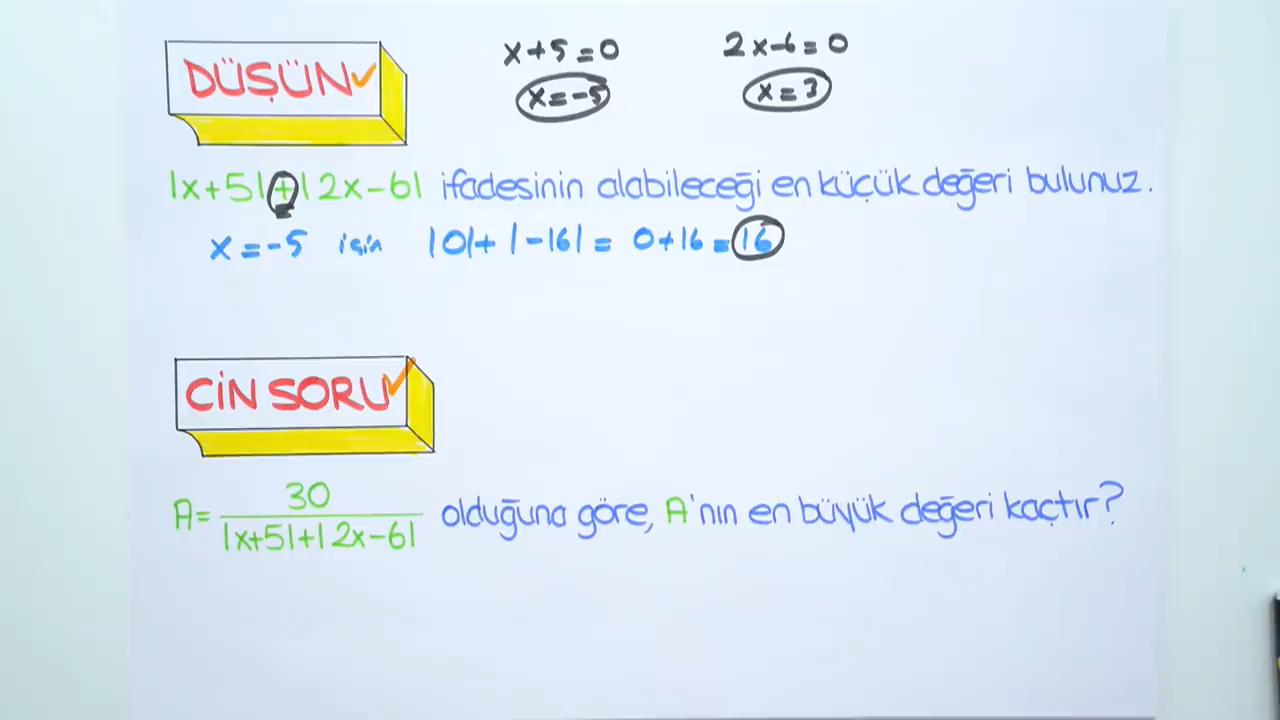 x+5=0 2x-6=0
DÜŞÜN x=-5 x=3
|x+5|+|2x-6| ifadesinin alabileceği en küçük değeri bulunuz.
x=-5 için |0|+|-16|= 0+16=16
CİN SORU
A= 30 / |x+5|+|2x-6| olduğuna göre, A'nın en büyük değeri kaçtır?